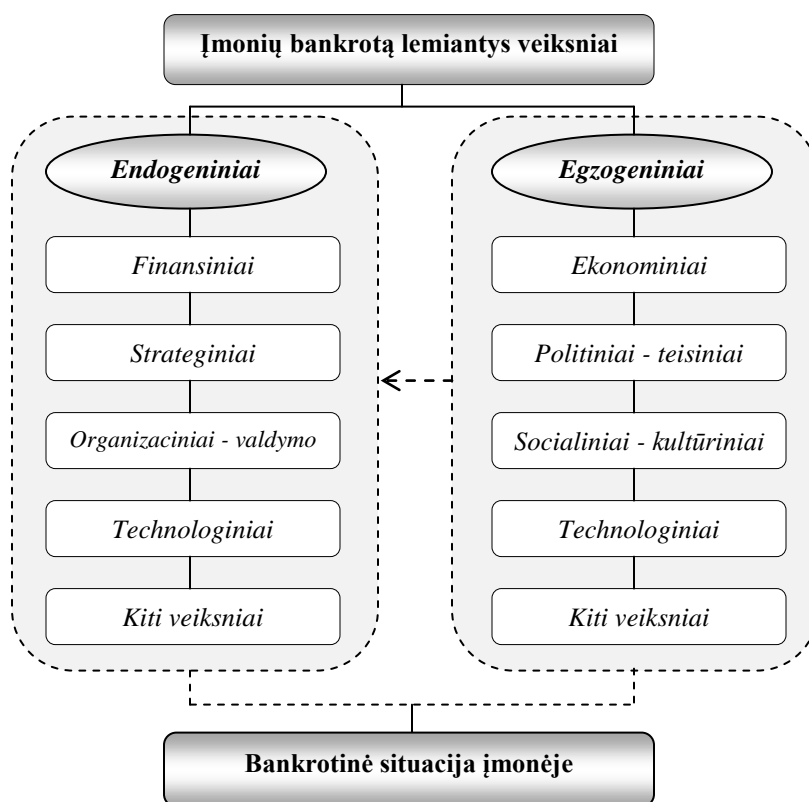 Įmonių bankrotą lemiantys veiksniai
Endogeniniai
Finansiniai
Strateginiai
Organizaciniai - valdymo
Technologiniai
Kiti veiksniai
Egzogeniniai
Ekonominiai
Politiniai - teisiniai
Socialiniai - kultūriniai
Technologiniai
Kiti veiksniai
Bankrotinė situacija įmonėje